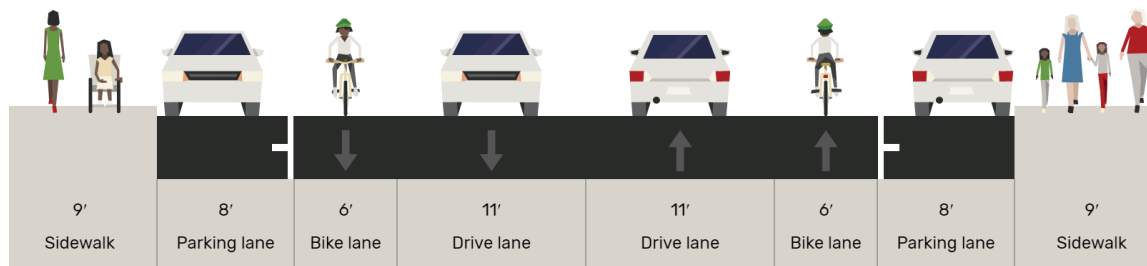 9′
Sidewalk
8′
Parking lane
6′
Bike lane
11′
Drive lane
11′
Drive lane
6′
Bike lane
8′
Parking lane
9′
Sidewalk